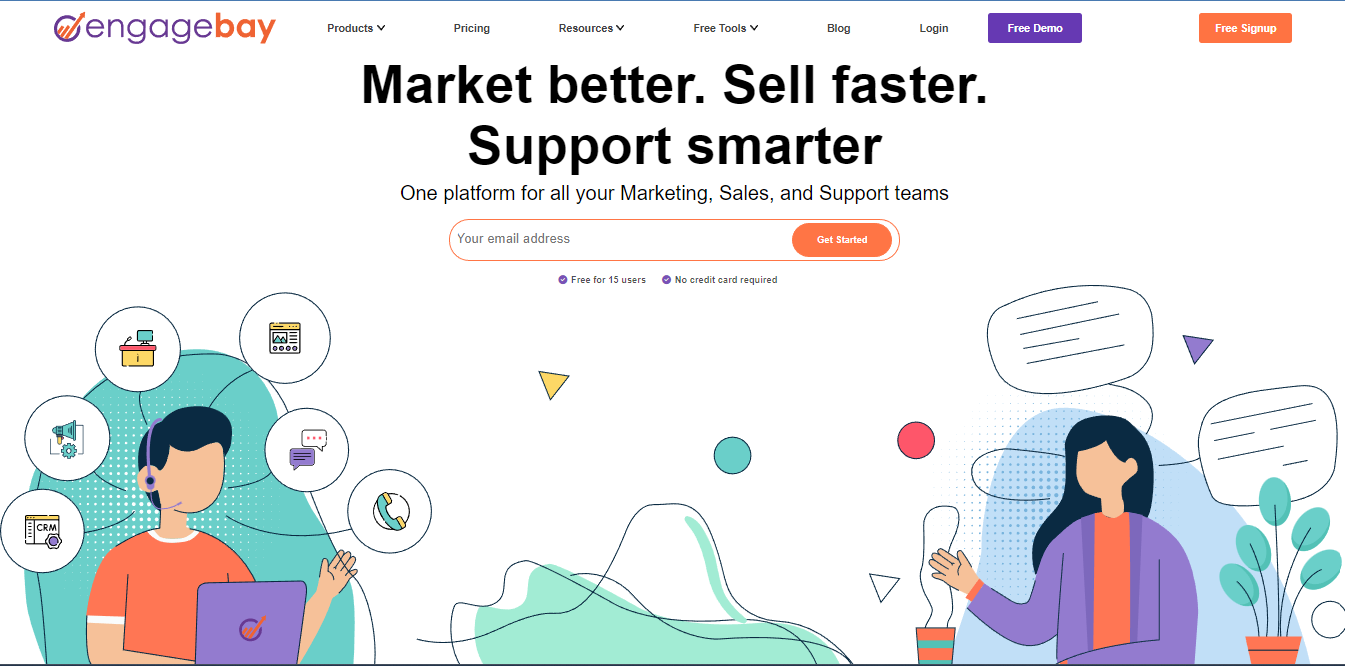 engagebay
Products
Pricing
Resources
Free Tools
Blog
Login
Free Demo
Free Signup
Market better. Sell faster.
Support smarter
One platform for all your Marketing, Sales, and Support teams
Your email address
Get Started
Free for 15 users
No credit card required
i
CRM